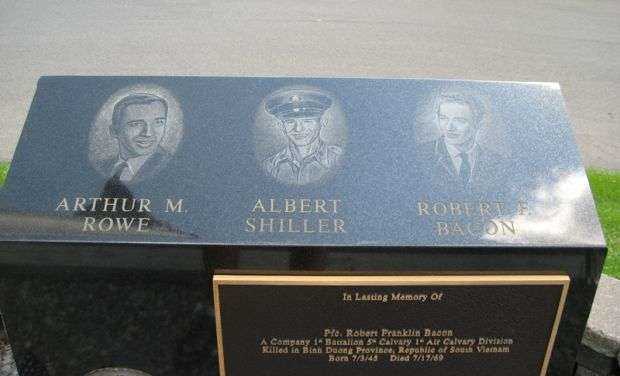 ARTHUR M.
ROWE
ALBERT
SHILLER
ROBERT F.
BACON
In Lasting Memory Of
Pfc. Robert Franklin Bacon
A Company 1st Battalion 5th Calvary 1st Air Calvary Division
Killed in Binh Duong Province, Republic of South Vietnam
Born 7/3/48 Died 7/17/69